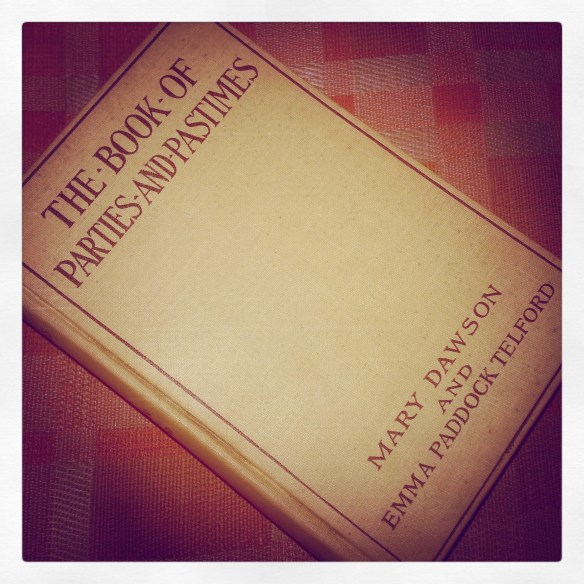 THE·BOOK·OF
PARTIES·AND·PASTIMES
MARY DAWSON
AND
EMMA PADDOCK TELFORD